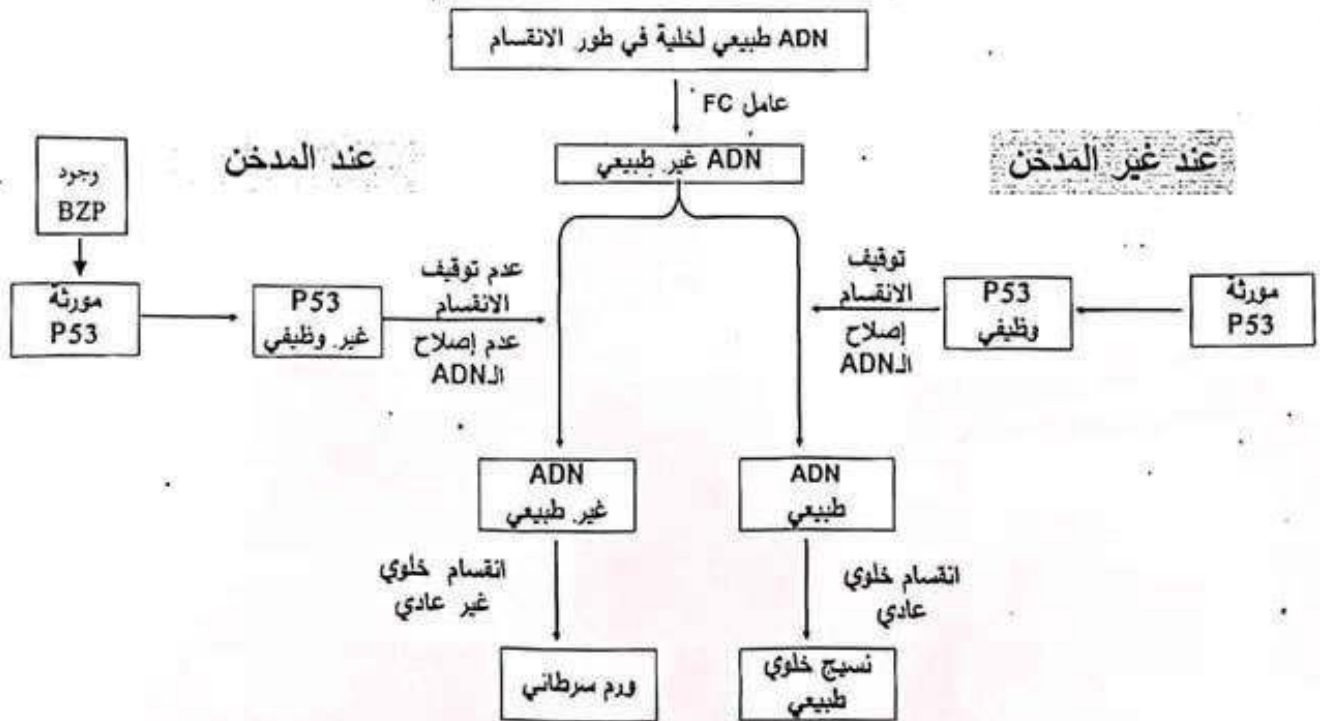 ADN طبيعي لخلية في طور الانقسام
عامل FC
ADN غير طبيعي
عند غير المدخن
عند المدخن
وجود
BZP
مورثة
P53
P53
وظيفي
توقيف
الانقسام
إصلاح
الـADN
عدم توقيف
الانقسام
عدم إصلاح
الـADN
P53
غير وظيفي
مورثة
P53
ADN
طبيعي
ADN
غير طبيعي
انقسام خلوي
عادي
انقسام خلوي
غير عادي
نسيج خلوي
طبيعي
ورم سرطاني